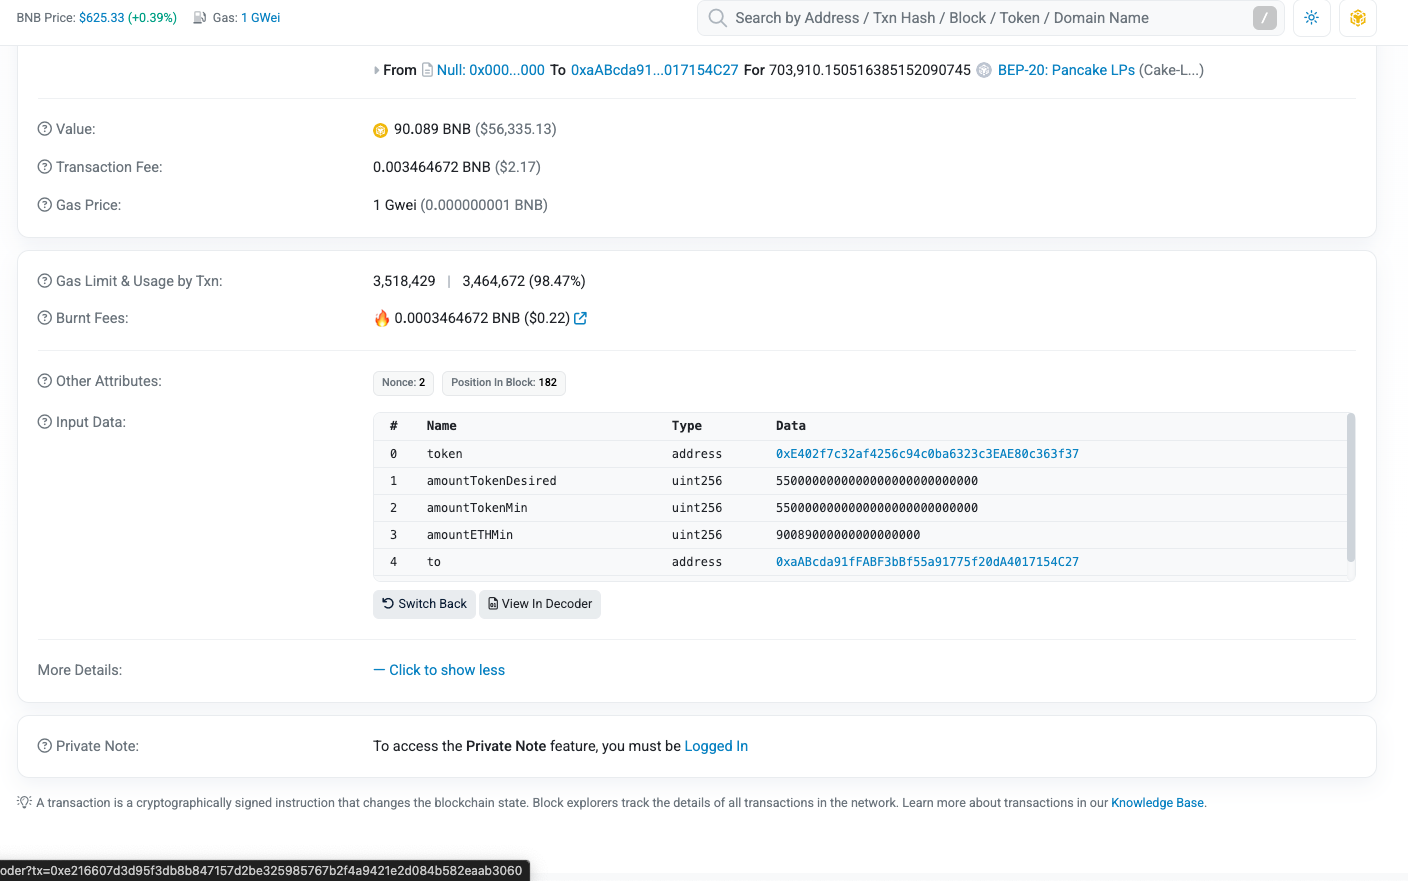 BNB Price: $625.33 (+0.39%) Gas: 1 GWei Search by Address / Txn Hash / Block / Token / Domain Name /
From Null: 0x000...000 To 0xaABcda91...017154C27 For 703,910.150516385152090745 BEP-20: Pancake LPs (Cake-L...)
Value: 90.089 BNB ($56,335.13)
Transaction Fee: 0.003464672 BNB ($2.17)
Gas Price: 1 Gwei (0.000000001 BNB)
Gas Limit & Usage by Txn: 3,518,429 | 3,464,672 (98.47%)
Burnt Fees: 0.0003464672 BNB ($0.22)
Other Attributes: Nonce: 2 Position In Block: 182
Input Data:
# Name Type Data
0 token address 0xE402f7c32af4256c94c0ba6323c3EAE80c363f37
1 amountTokenDesired uint256 5500000000000000000000000000
2 amountTokenMin uint256 5500000000000000000000000000
3 amountETHMin uint256 90089000000000000000
4 to address 0xaABcda91fFABF3bBf55a91775f20dA4017154C27
Switch Back View In Decoder
More Details: — Click to show less
Private Note: To access the Private Note feature, you must be Logged In
A transaction is a cryptographically signed instruction that changes the blockchain state. Block explorers track the details of all transactions in the network. Learn more about transactions in our Knowledge Base.
oder?tx=0xe216607d3d95f3db8b847157d2be325985767b2f4a9421e2d084b582eaab3060